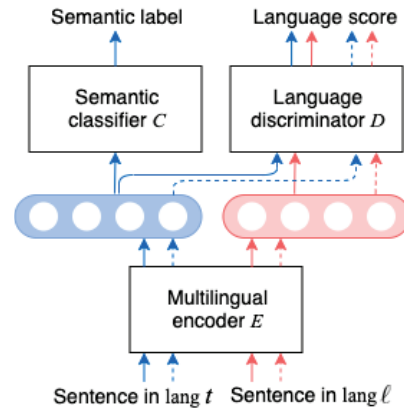 Semantic label
Language score
Semantic
classifier C
Language
discriminator D
Multilingual
encoder E
Sentence in lang t
Sentence in lang ℓ